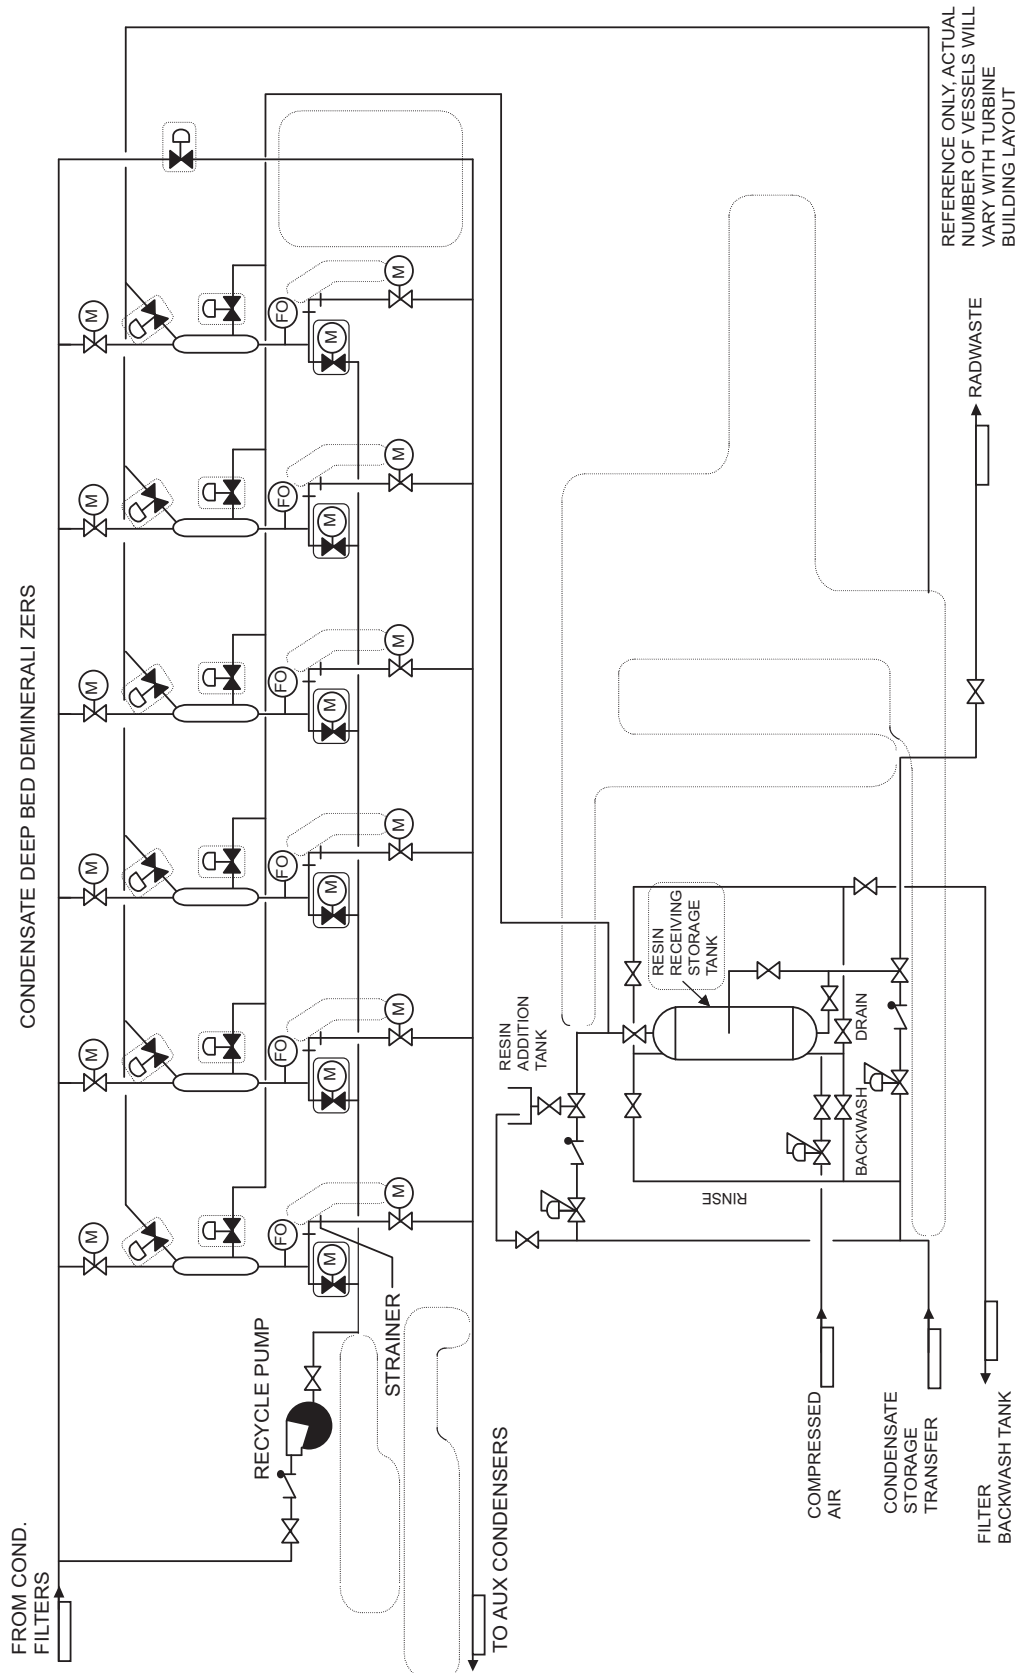 FROM COND.
FILTERS
CONDENSATE DEEP BED DEMINERALI ZERS
M
M
M
M
M
M
RECYCLE PUMP
FO
FO
FO
FO
FO
FO
M
M
M
M
M
M
STRAINER
M
M
M
M
M
M
TO AUX CONDENSERS
RESIN
ADDITION
TANK
RESIN
RECEIVING
STORAGE
TANK
RINSE
COMPRESSED
AIR
BACKWASH
DRAIN
CONDENSATE
STORAGE
TRANSFER
FILTER
BACKWASH TANK
RADWASTE
REFERENCE ONLY, ACTUAL
NUMBER OF VESSELS WILL
VARY WITH TURBINE
BUILDING LAYOUT